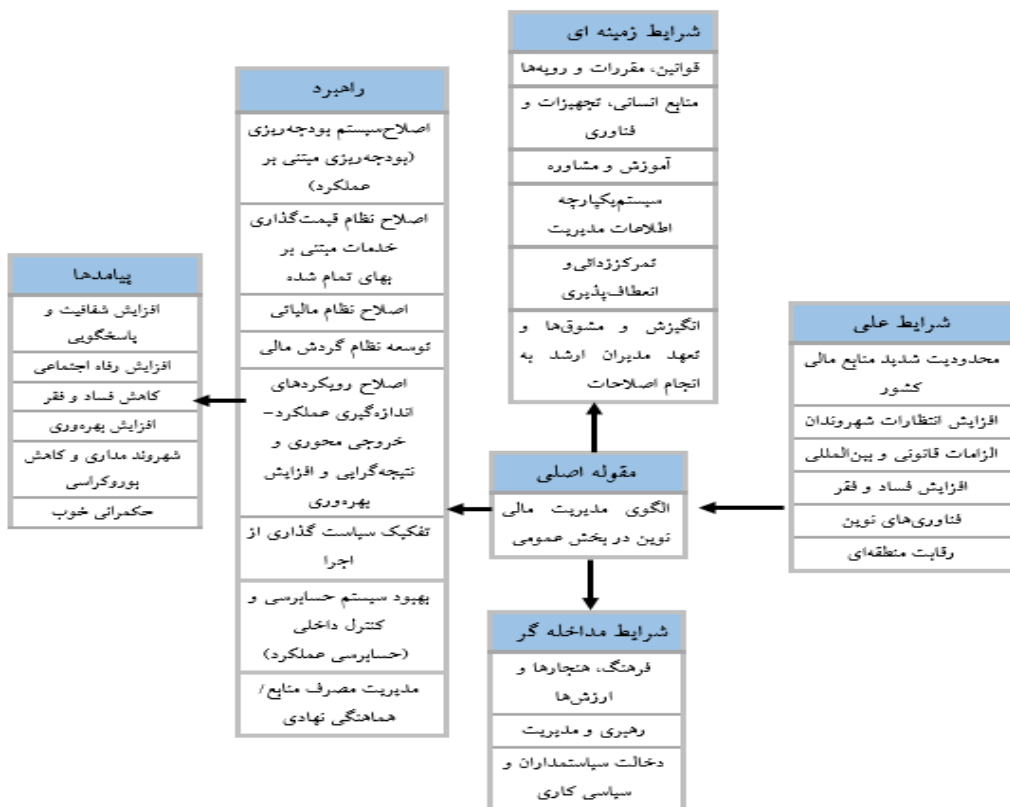 شرایط زمینه ای
قوانین، مقررات و رویه‌ها
منابع انسانی، تجهیزات و
فناوری
آموزش و مشاوره
سیستم‌یکپارچه
اطلاعات مدیریت
تمرکززدائی‌و
انعطاف‌پذیری
انگیزش و مشوق‌ها و
تعهد مدیران ارشد به
انجام اصلاحات
شرایط علی
محدودیت شدید منابع مالی
کشور
افزایش انتظارات شهروندان
الزامات قانونی و بین‌المللی
افزایش فساد و فقر
فناوری‌های نوین
رقابت منطقه‌ای
مقوله اصلی
الگوی مدیریت مالی
نوین در بخش عمومی
شرایط مداخله گر
فرهنگ، هنجارها و
ارزش‌ها
رهبری و مدیریت
دخالت سیاستمداران و
سیاسی کاری
راهبرد
اصلاح‌سیستم بودجه‌ریزی
(بودجه‌ریزی مبتنی بر
عملکرد)
اصلاح نظام قیمت‌گذاری
خدمات مبتنی بر
بهای تمام شده
اصلاح نظام مالیاتی
توسعه نظام گردش مالی
اصلاح رویکردهای
اندازه‌گیری عملکرد-
خروجی محوری و
نتیجه‌گرایی و افزایش
بهره‌وری
تفکیک سیاست گذاری از
اجرا
بهبود سیستم حسابرسی و
کنترل داخلی
(حسابرسی عملکرد)
مدیریت مصرف منابع/
هماهنگی نهادی
پیامدها
افزایش شفافیت و
پاسخگویی
افزایش رفاه اجتماعی
کاهش فساد و فقر
افزایش بهره‌وری
شهروند مداری و کاهش
بوروکراسی
حکمرانی خوب